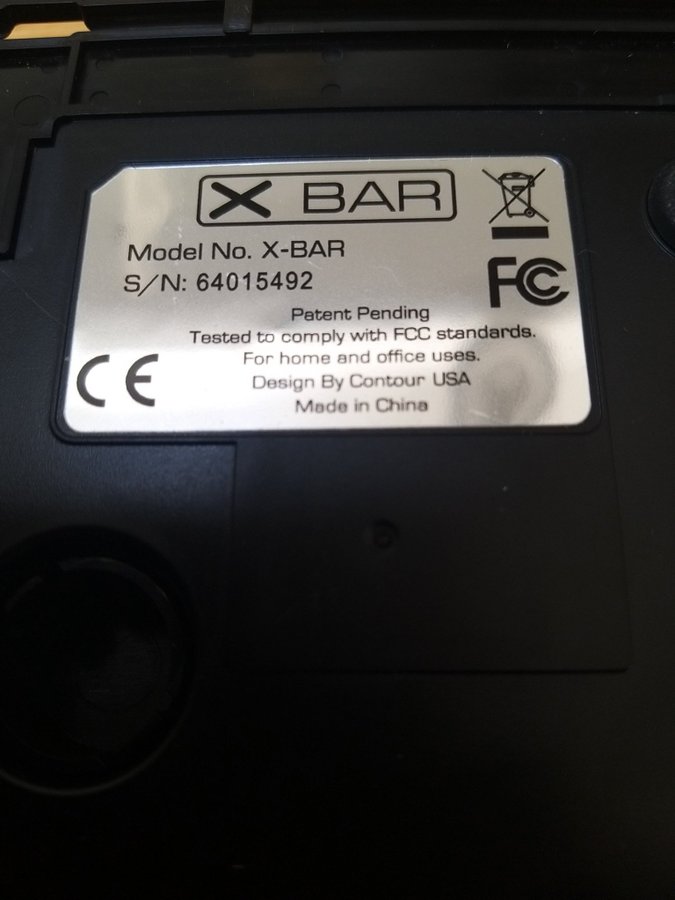 X BAR
Model No. X-BAR
S/N: 64015492
FC
Patent Pending
Tested to comply with FCC standards.
For home and office uses.
Design By Contour USA
Made in China
CE